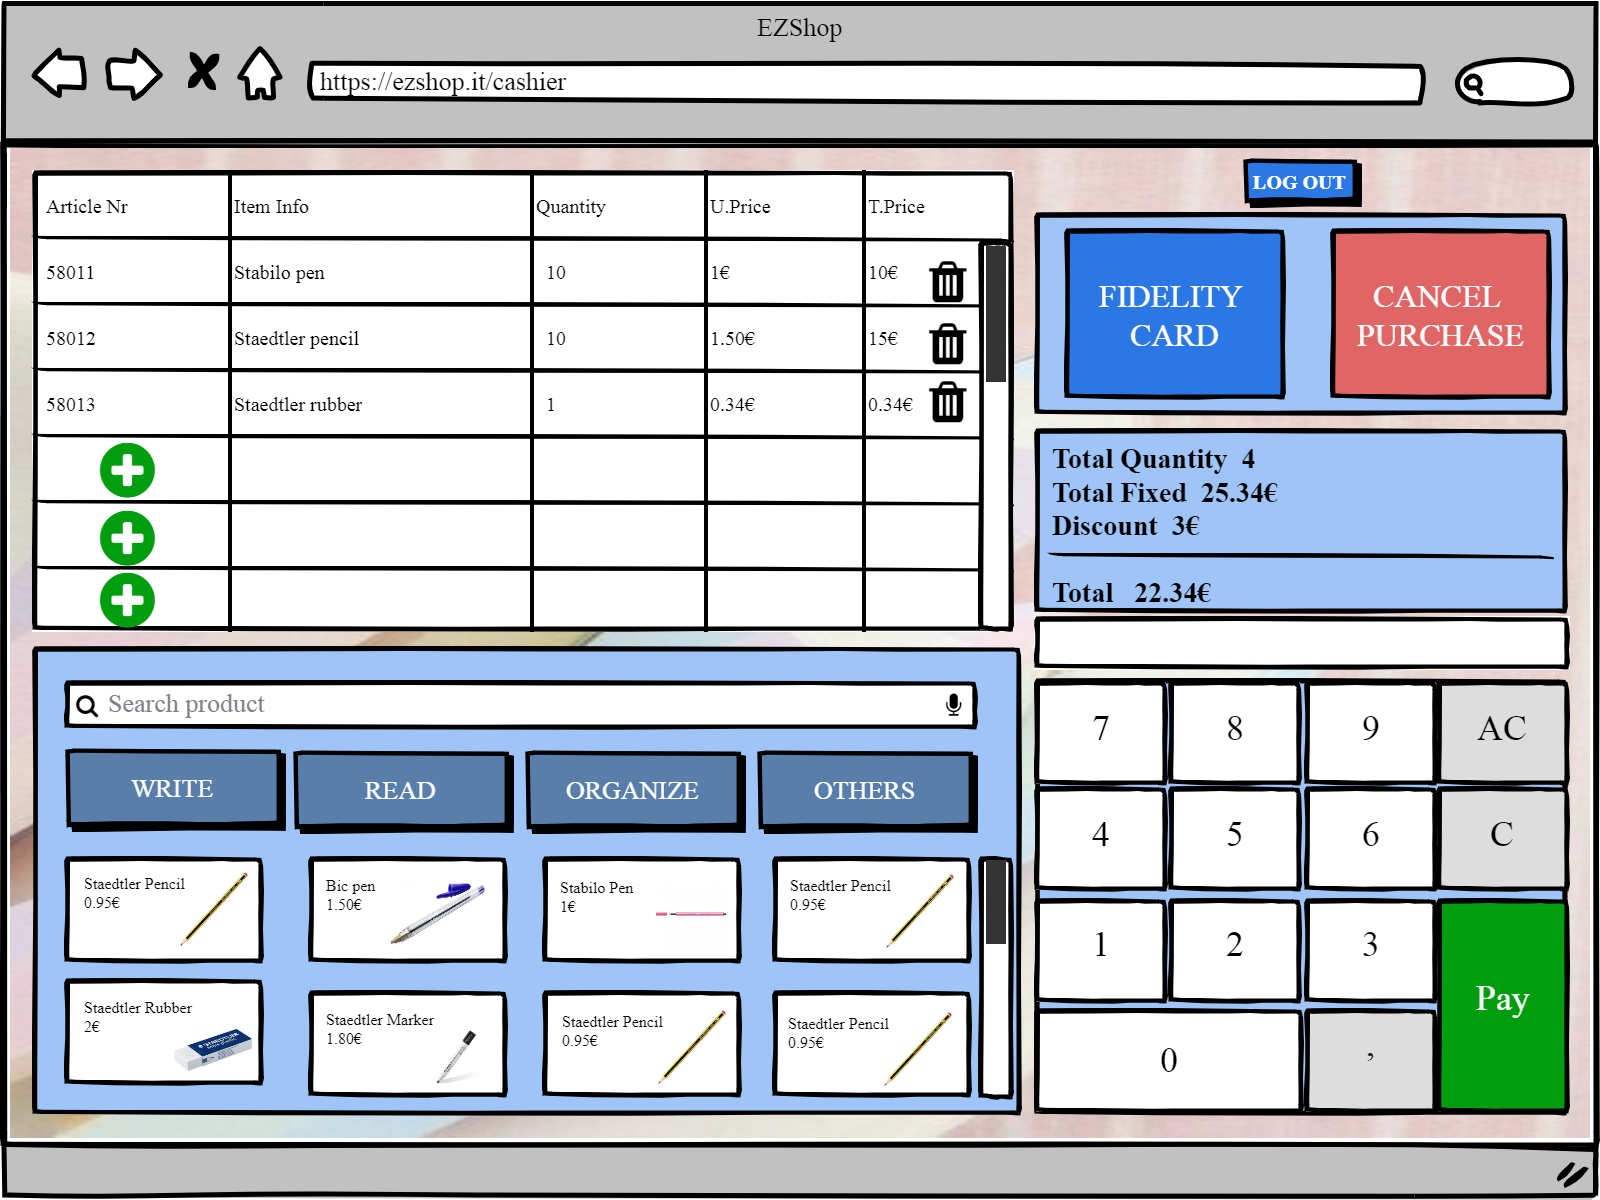 EZShop
https://ezshop.it/cashier
LOG OUT
Article Nr Item Info Quantity U.Price T.Price
58011 Stabilo pen 10 1€ 10€
58012 Staedtler pencil 10 1.50€ 15€
58013 Staedtler rubber 1 0.34€ 0.34€
FIDELITY
CARD
CANCEL
PURCHASE
Total Quantity 4
Total Fixed 25.34€
Discount 3€
Total 22.34€
Search product
WRITE READ ORGANIZE OTHERS
Staedtler Pencil
0.95€
Bic pen
1.50€
Stabilo Pen
1€
Staedtler Pencil
0.95€
Staedtler Rubber
2€
STAEDTLER
Staedtler Marker
1.80€
Staedtler Pencil
0.95€
Staedtler Pencil
0.95€
7 8 9 AC
4 5 6 C
1 2 3
Pay
0 ,